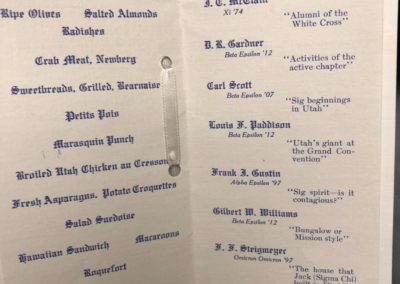 Ripe Olives Salted Almonds
Radishes
Crab Meat, Newberg
Sweetbreads, Grilled, Bearnaise
Petits Pois
Marasquin Punch
Broiled Utah Chicken au Cresson
Fresh Asparagus, Potato Croquettes
Salad Suedoise
Hawaiian Sandwich Macaroons
Roquefort
J. C. McClain
Xi '74
"Alumni of the
White Cross"
D. R. Gardner
Beta Epsilon '12
"Activities of the
active chapter"
Carl Scott
Beta Epsilon '07
"Sig beginnings
in Utah"
Louis F. Paddison
Beta Epsilon '12
"Utah's giant at
the Grand Con-
vention"
Frank J. Gustin
Alpha Epsilon '97
"Sig spirit—is it
contagious?"
Gilbert W. Williams
Beta Epsilon '12
"Bungalow or
Mission style"
F. F. Steigmeyer
Omicron Omicron '97
"The house that
Jack (Sigma Chi)